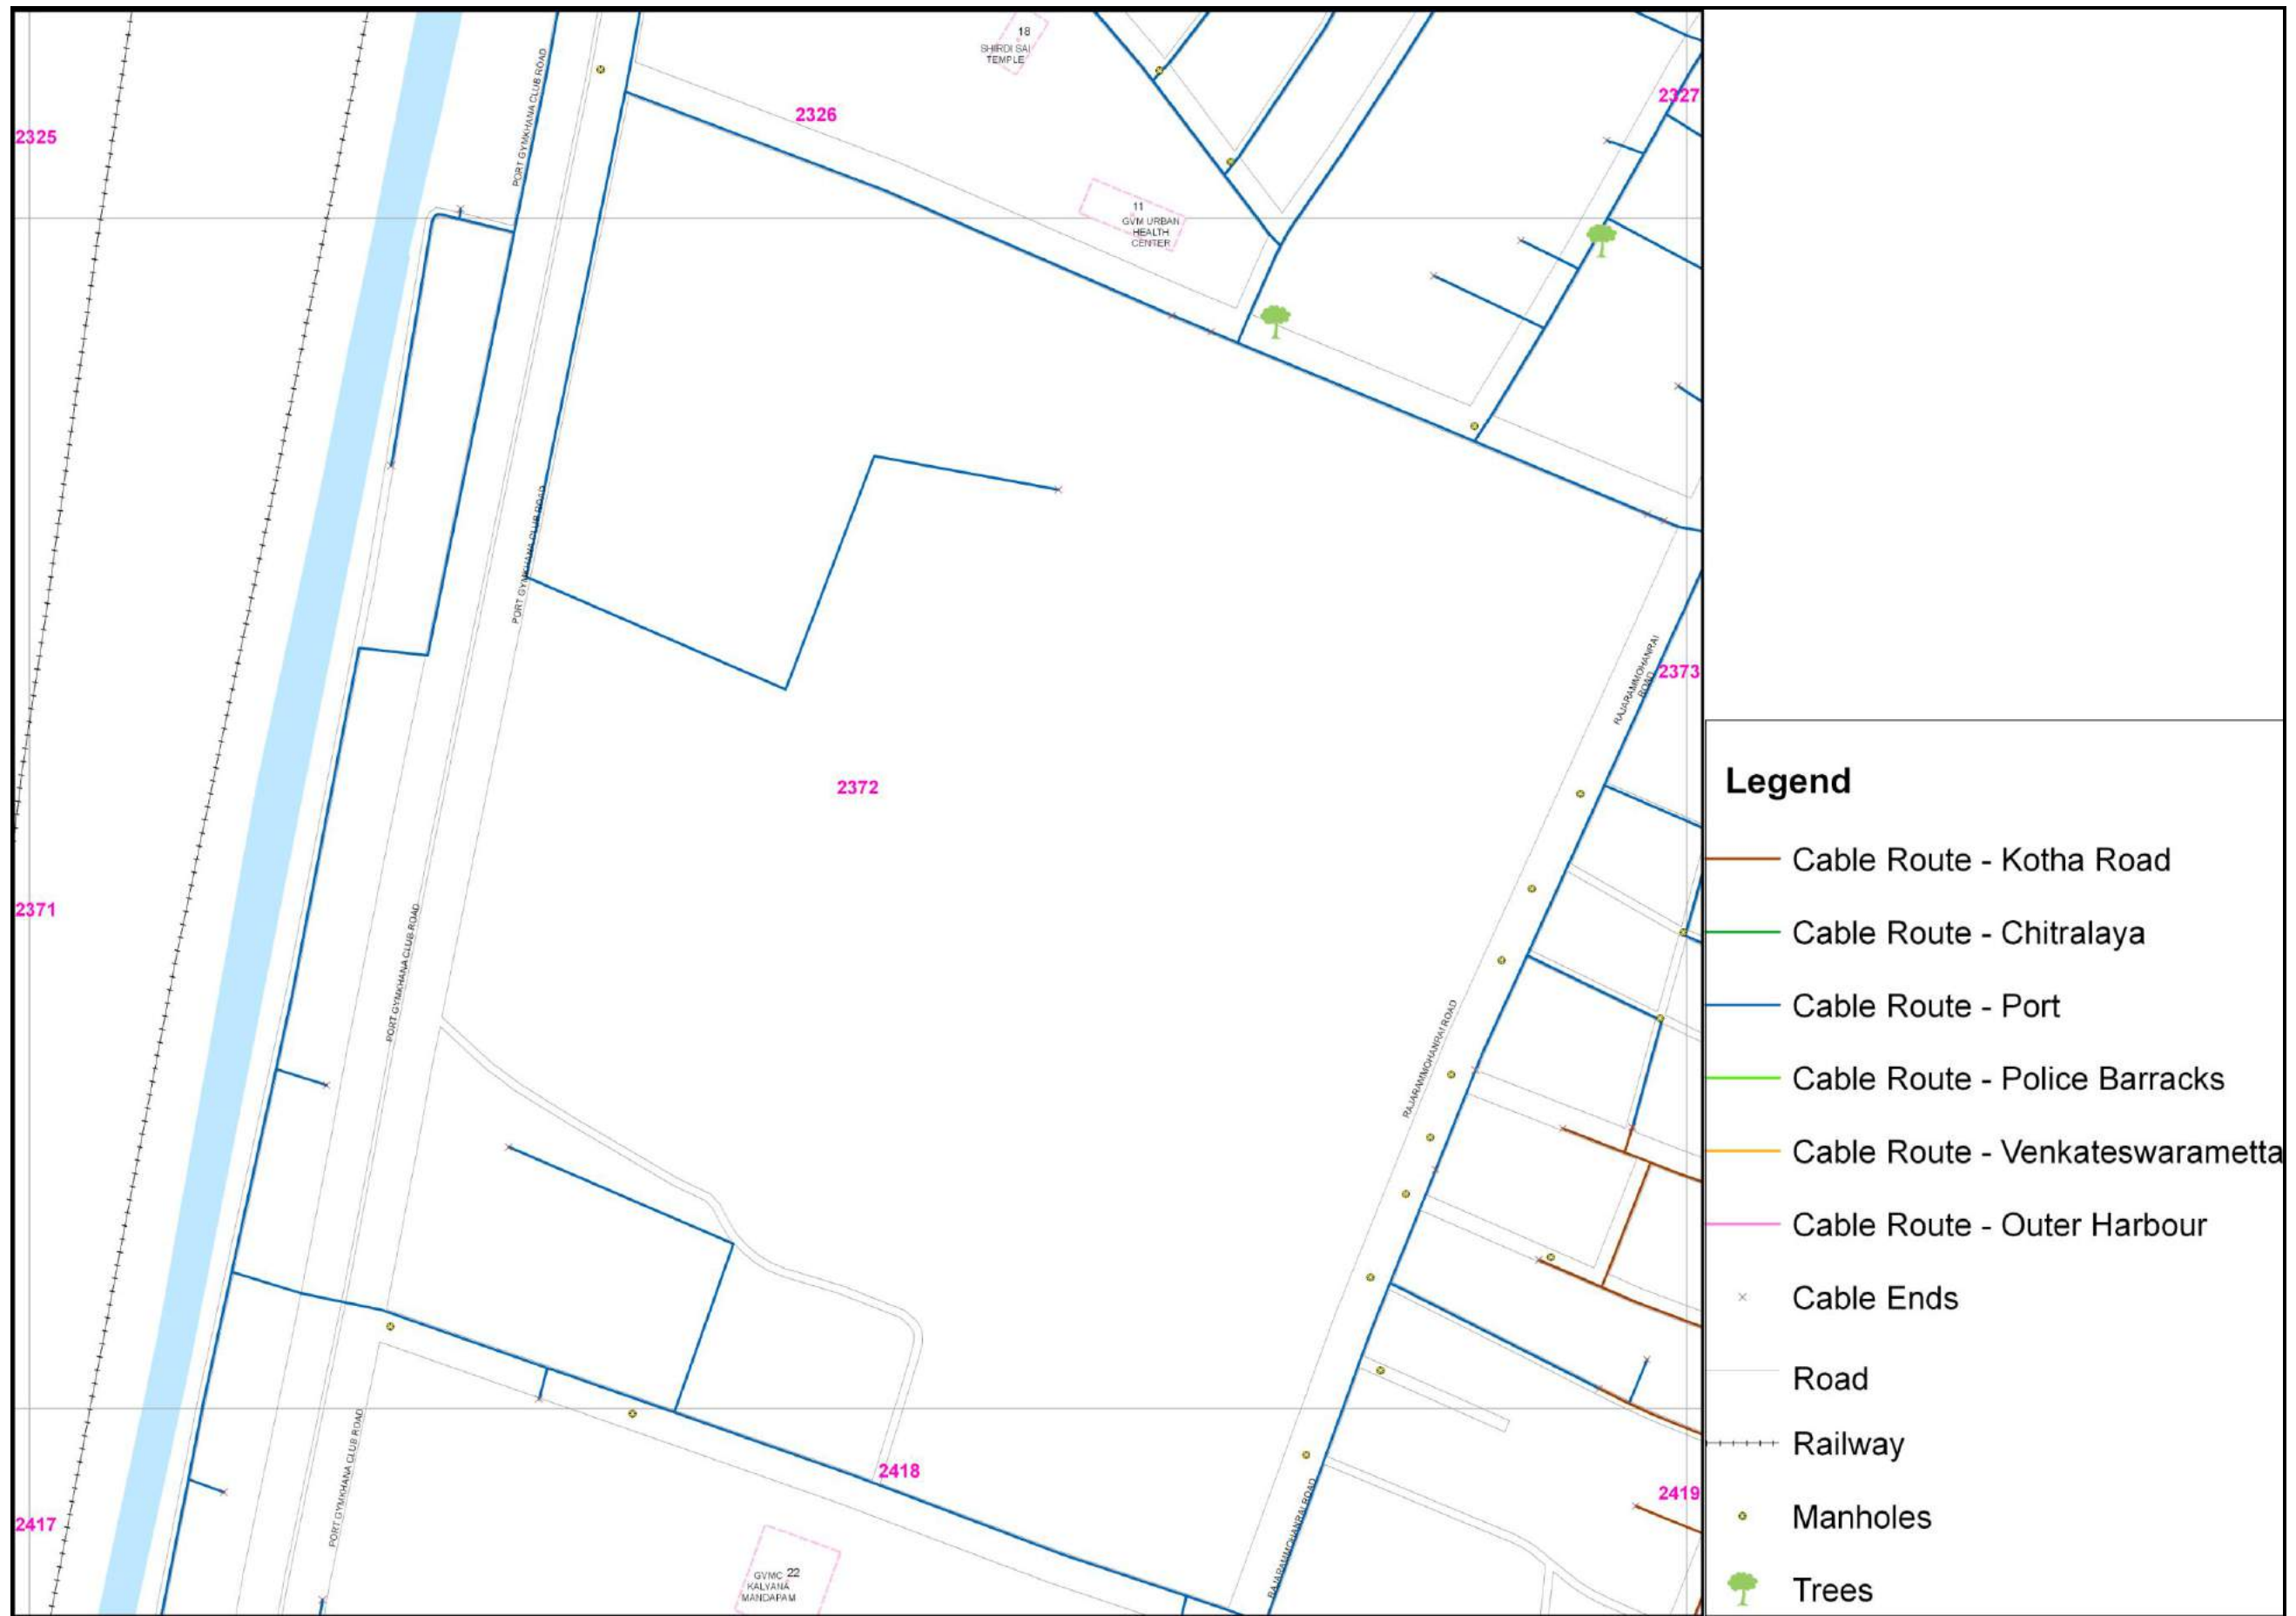 18
SHIRDI SAI
TEMPLE
PORT GYMKHANA CLUB ROAD
2327
2326
2325
11
GVM URBAN
HEALTH
CENTER
PORT GYMKHANA CLUB ROAD
RAJARAMMOHANRAI
ROAD
2373
2372
2371
PORT GYMKHANA CLUB ROAD
RAJARAMMOHANRAI ROAD
2418
2419
2417
PORT GYMKHANA CLUB ROAD
RAJARAMMOHANRAI ROAD
22
GVMC
KALYANA
MANDAPAM
Legend
Cable Route - Kotha Road
Cable Route - Chitralaya
Cable Route - Port
Cable Route - Police Barracks
Cable Route - Venkateswarametta
Cable Route - Outer Harbour
Cable Ends
Road
Railway
Manholes
Trees